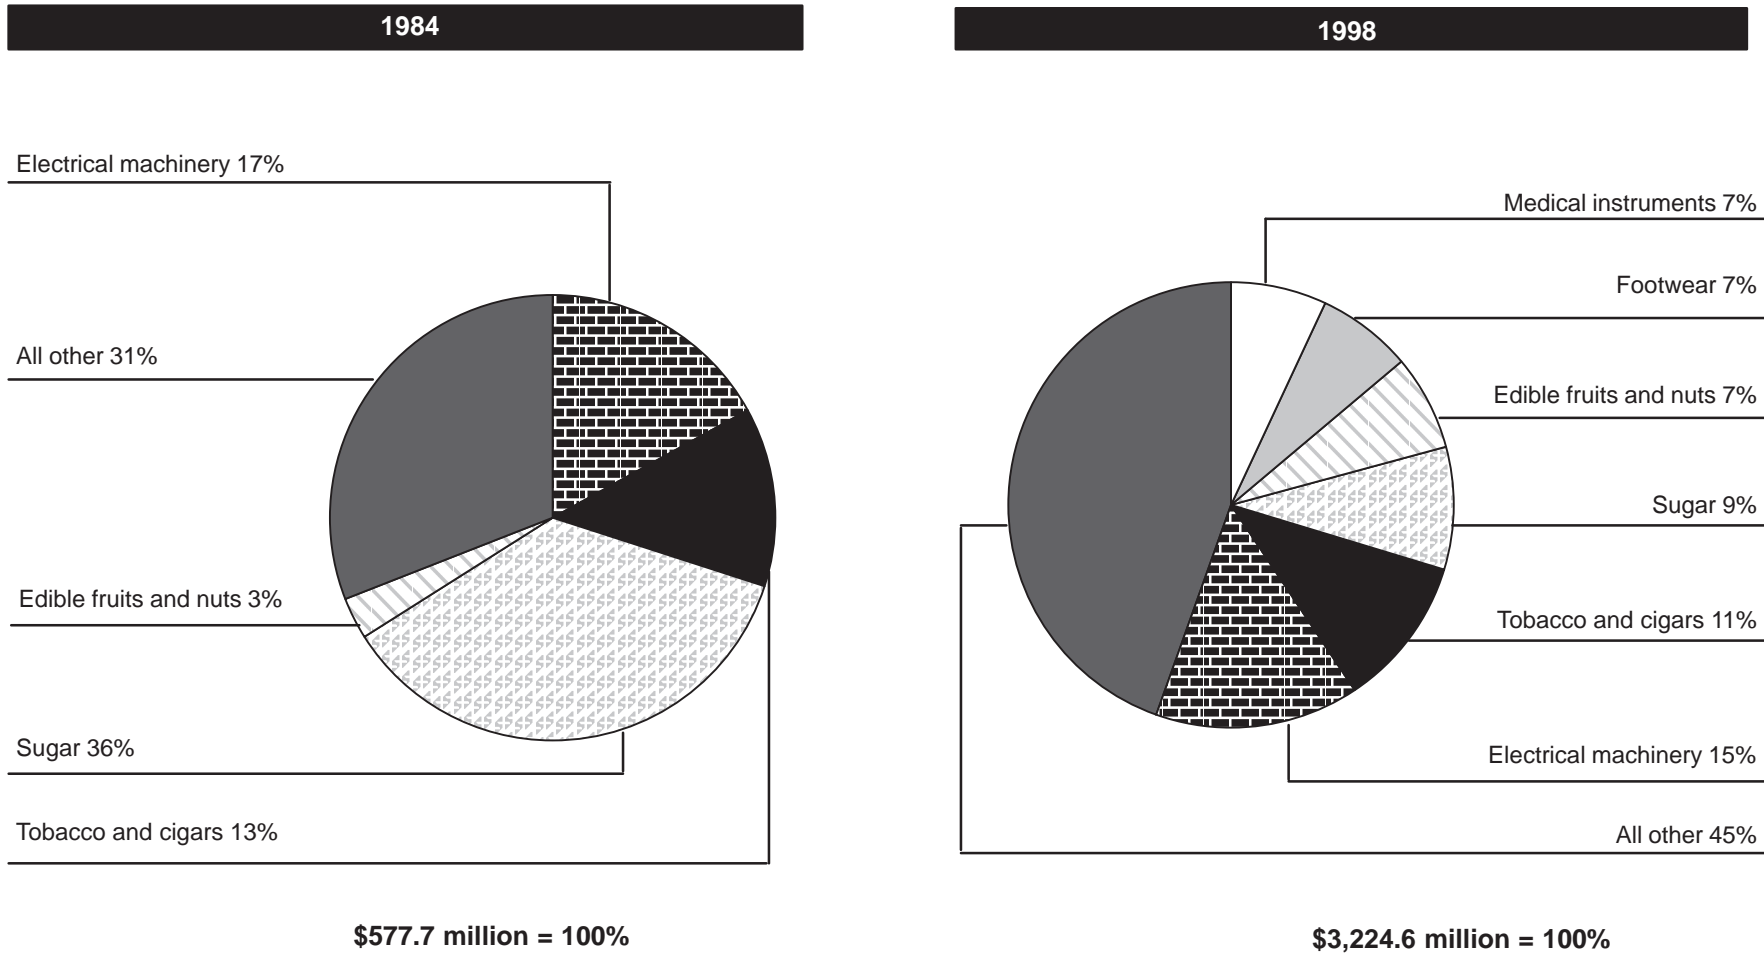 1984
Electrical machinery 17%
All other 31%
Edible fruits and nuts 3%
Sugar 36%
Tobacco and cigars 13%
$577.7 million = 100%
1998
Medical instruments 7%
Footwear 7%
Edible fruits and nuts 7%
Sugar 9%
Tobacco and cigars 11%
Electrical machinery 15%
All other 45%
$3,224.6 million = 100%